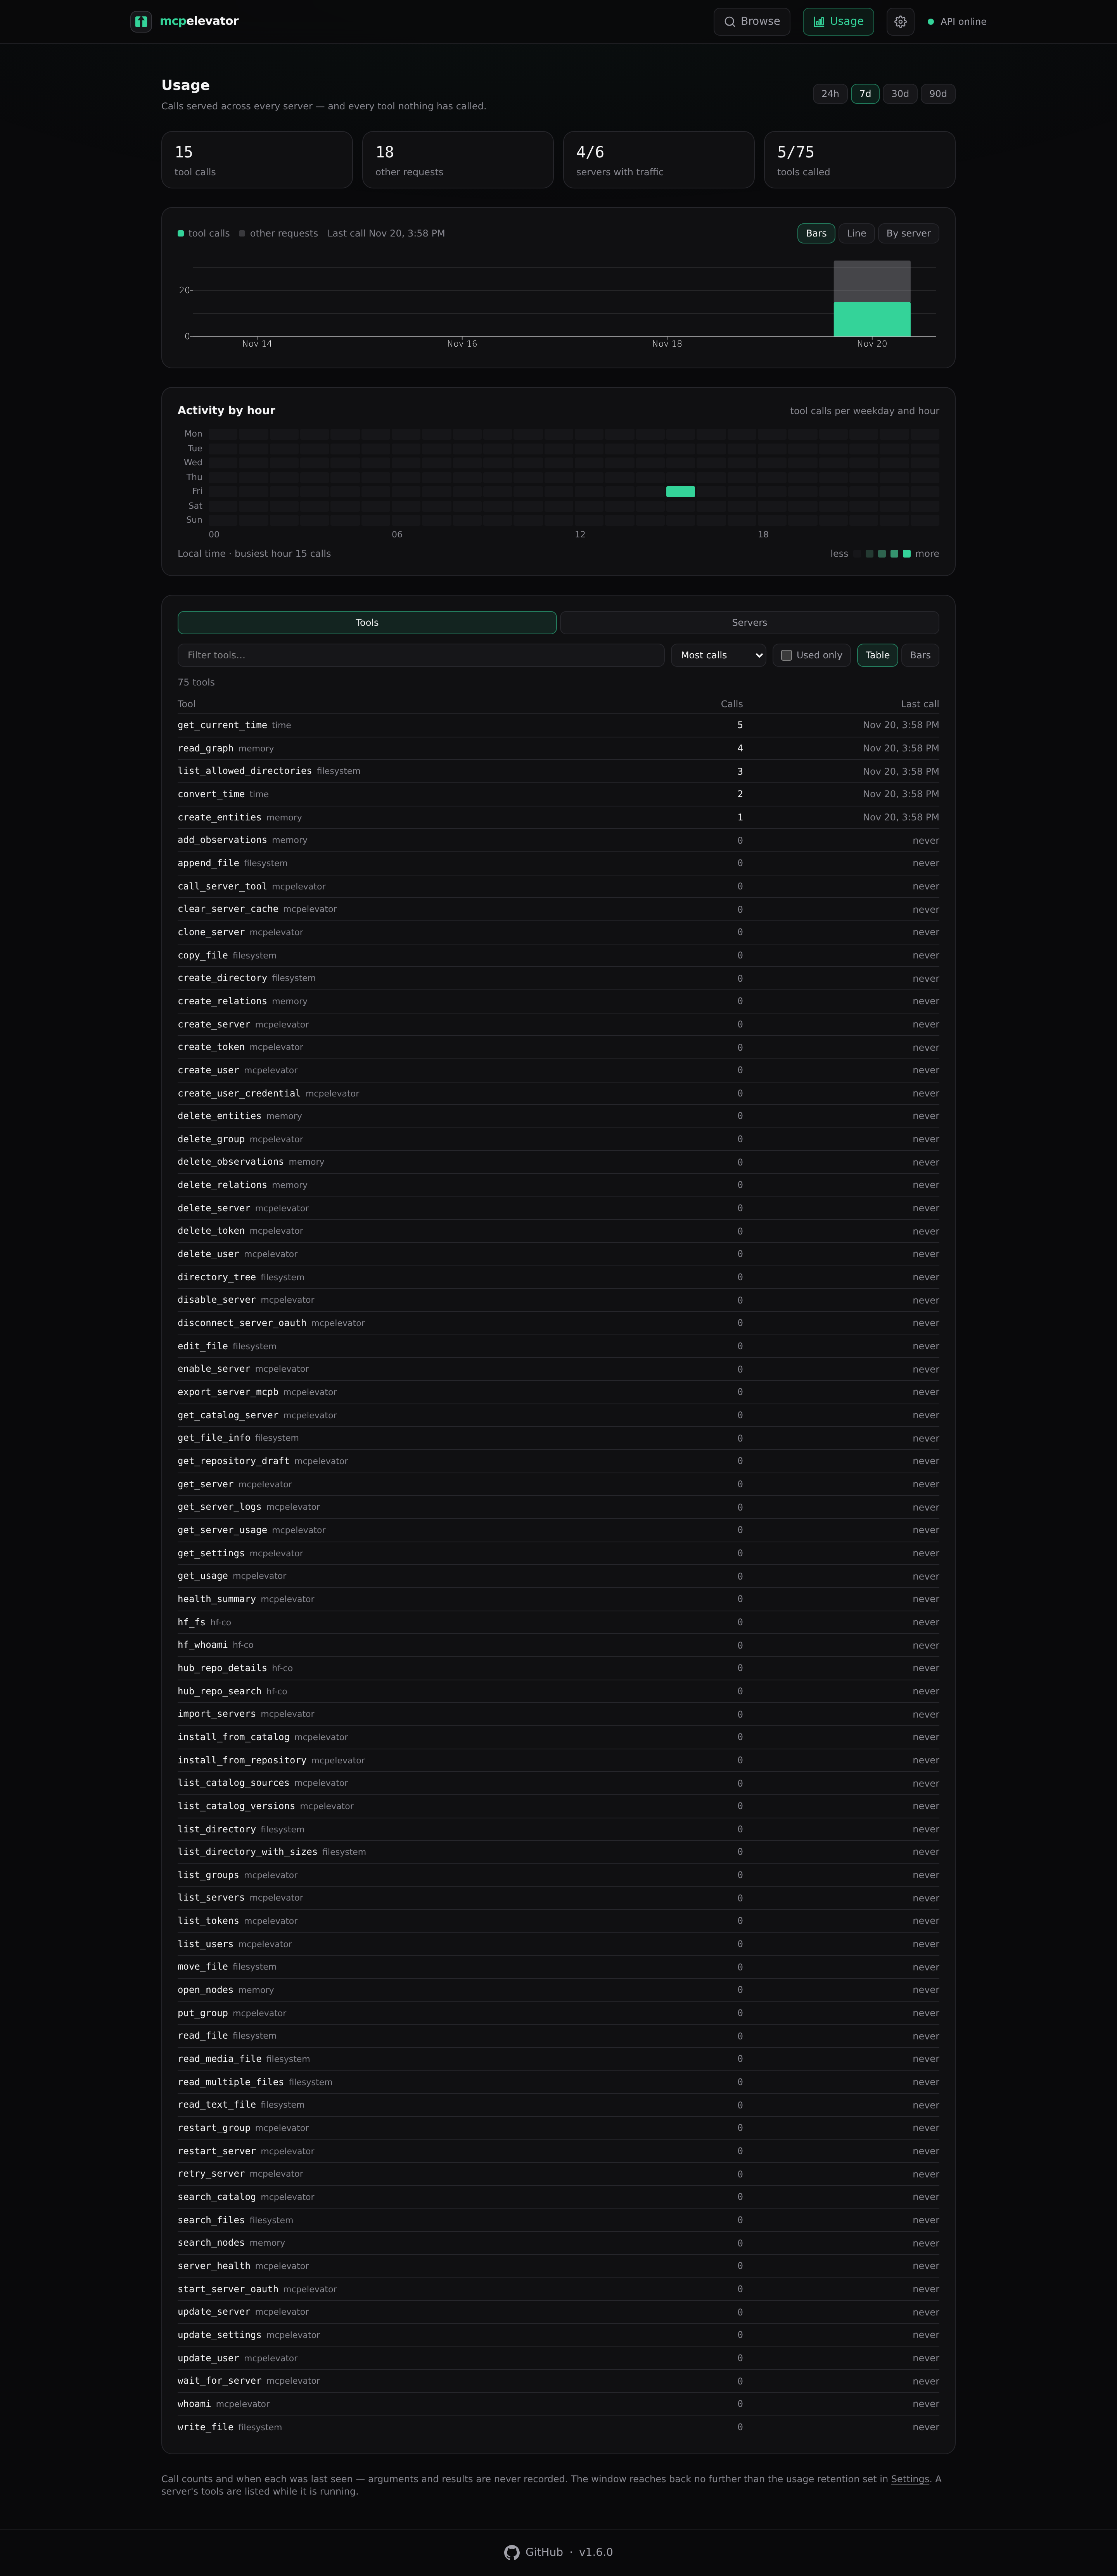 mcpelevator
Browse
Usage
API online
Usage
Calls served across every server — and every tool nothing has called.
24h
7d
30d
90d
15
tool calls
18
other requests
4/6
servers with traffic
5/75
tools called
tool calls
other requests
Last call Nov 20, 3:58 PM
Bars
Line
By server
20
0
Nov 14
Nov 16
Nov 18
Nov 20
Activity by hour
tool calls per weekday and hour
Mon
Tue
Wed
Thu
Fri
Sat
Sun
00
06
12
18
Local time · busiest hour 15 calls
less
more
Tools
Servers
Filter tools…
Most calls
Used only
Table
Bars
75 tools
Tool Calls Last call
get_current_time time 5 Nov 20, 3:58 PM
read_graph memory 4 Nov 20, 3:58 PM
list_allowed_directories filesystem 3 Nov 20, 3:58 PM
convert_time time 2 Nov 20, 3:58 PM
create_entities memory 1 Nov 20, 3:58 PM
add_observations memory 0 never
append_file filesystem 0 never
call_server_tool mcpelevator 0 never
clear_server_cache mcpelevator 0 never
clone_server mcpelevator 0 never
copy_file filesystem 0 never
create_directory filesystem 0 never
create_relations memory 0 never
create_server mcpelevator 0 never
create_token mcpelevator 0 never
create_user mcpelevator 0 never
create_user_credential mcpelevator 0 never
delete_entities memory 0 never
delete_group mcpelevator 0 never
delete_observations memory 0 never
delete_relations memory 0 never
delete_server mcpelevator 0 never
delete_token mcpelevator 0 never
delete_user mcpelevator 0 never
directory_tree filesystem 0 never
disable_server mcpelevator 0 never
disconnect_server_oauth mcpelevator 0 never
edit_file filesystem 0 never
enable_server mcpelevator 0 never
export_server_mcpb mcpelevator 0 never
get_catalog_server mcpelevator 0 never
get_file_info filesystem 0 never
get_repository_draft mcpelevator 0 never
get_server mcpelevator 0 never
get_server_logs mcpelevator 0 never
get_server_usage mcpelevator 0 never
get_settings mcpelevator 0 never
get_usage mcpelevator 0 never
health_summary mcpelevator 0 never
hf_fs hf-co 0 never
hf_whoami hf-co 0 never
hub_repo_details hf-co 0 never
hub_repo_search hf-co 0 never
import_servers mcpelevator 0 never
install_from_catalog mcpelevator 0 never
install_from_repository mcpelevator 0 never
list_catalog_sources mcpelevator 0 never
list_catalog_versions mcpelevator 0 never
list_directory filesystem 0 never
list_directory_with_sizes filesystem 0 never
list_groups mcpelevator 0 never
list_servers mcpelevator 0 never
list_tokens mcpelevator 0 never
list_users mcpelevator 0 never
move_file filesystem 0 never
open_nodes memory 0 never
put_group mcpelevator 0 never
read_file filesystem 0 never
read_media_file filesystem 0 never
read_multiple_files filesystem 0 never
read_text_file filesystem 0 never
restart_group mcpelevator 0 never
restart_server mcpelevator 0 never
retry_server mcpelevator 0 never
search_catalog mcpelevator 0 never
search_files filesystem 0 never
search_nodes memory 0 never
server_health mcpelevator 0 never
start_server_oauth mcpelevator 0 never
update_server mcpelevator 0 never
update_settings mcpelevator 0 never
update_user mcpelevator 0 never
wait_for_server mcpelevator 0 never
whoami mcpelevator 0 never
write_file filesystem 0 never
Call counts and when each was last seen — arguments and results are never recorded. The window reaches back no further than the usage retention set in Settings. A
server's tools are listed while it is running.
GitHub · v1.6.0